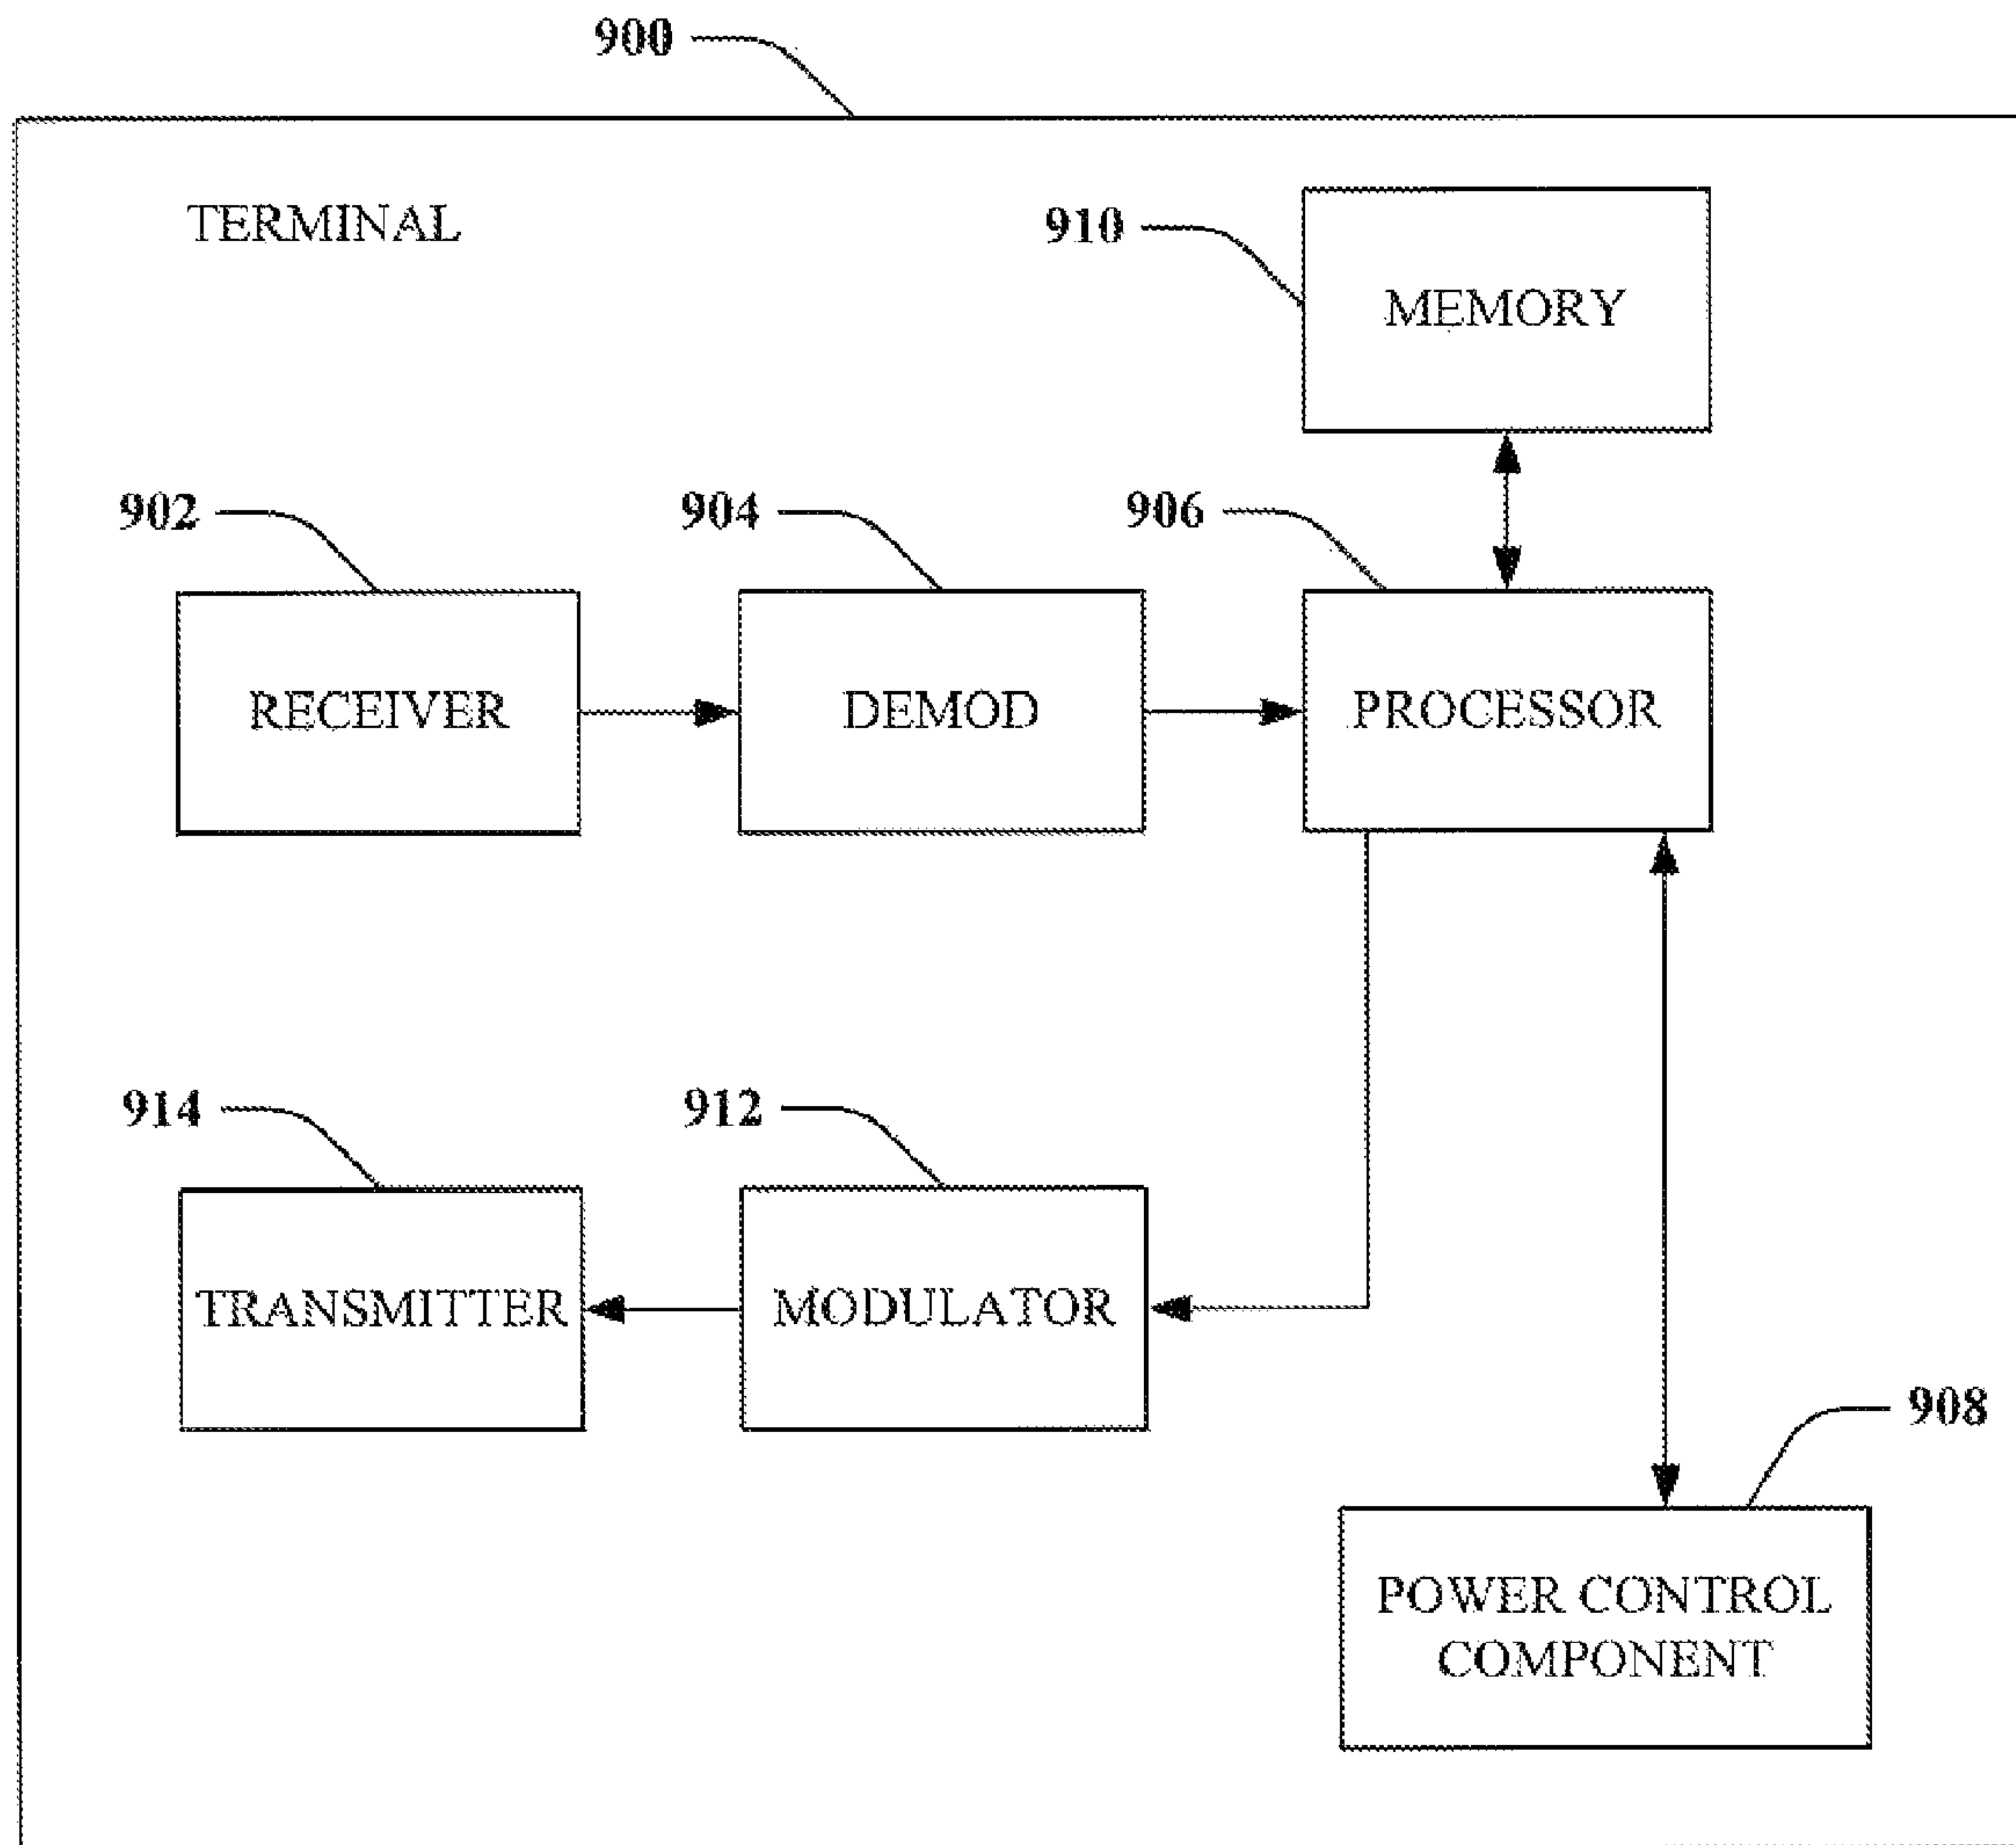 900
TERMINAL
910
MEMORY
902
904
906
RECEIVER
DEMOD
PROCESSOR
914
912
TRANSMITTER
MODULATOR
908
POWER CONTROL
COMPONENT